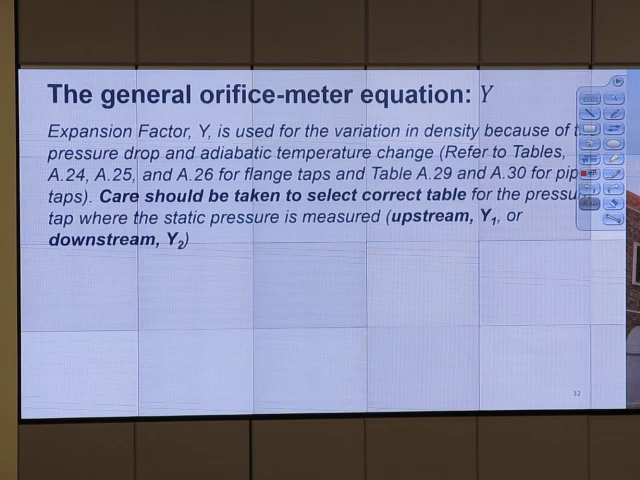 The general orifice-meter equation: Y
Expansion Factor, Y, is used for the variation in density because of
pressure drop and adiabatic temperature change (Refer to Tables,
A.24, A.25, and A.26 for flange taps and Table A.29 and A.30 for
taps). Care should be taken to select correct table for the
tap where the static pressure is measured (upstream, Y₁, or
downstream, Y₂)
32